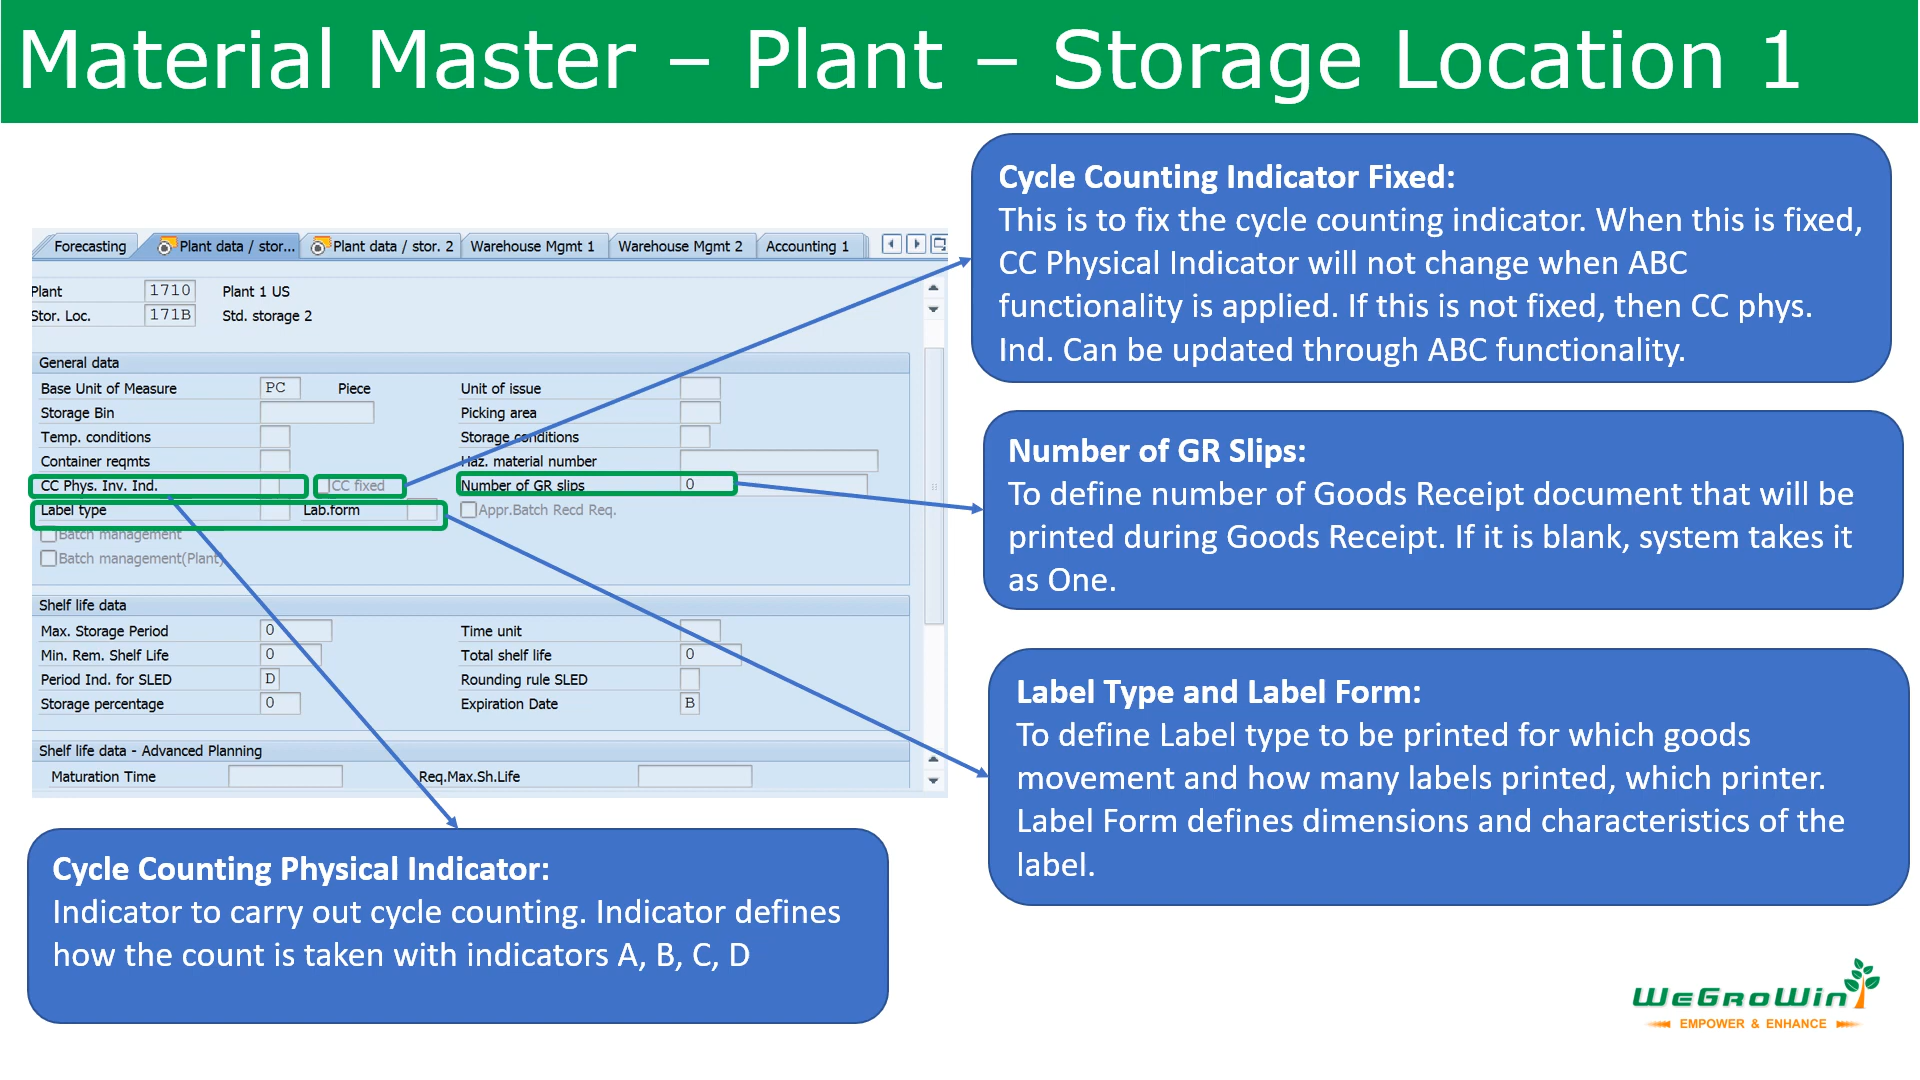 Material Master – Plant – Storage Location 1
Forecasting
Plant data / stor...
Plant data / stor. 2
Warehouse Mgmt 1
Warehouse Mgmt 2
Accounting 1
Plant 1710 Plant 1 US
Stor. Loc. 171B Std. storage 2
General data
Base Unit of Measure PC Piece Unit of issue
Storage Bin Picking area
Temp. conditions Storage conditions
Container reqmts Haz. material number
CC Phys. Inv. Ind. CC fixed Number of GR slips 0
Label type Lab.form Appr.Batch Recd Req.
Batch management
Batch management(Plant)
Shelf life data
Max. Storage Period 0 Time unit
Min. Rem. Shelf Life 0 Total shelf life 0
Period Ind. for SLED D Rounding rule SLED
Storage percentage 0 Expiration Date B
Shelf life data - Advanced Planning
Maturation Time Req.Max.Sh.Life
Cycle Counting Indicator Fixed:
This is to fix the cycle counting indicator. When this is fixed,
CC Physical Indicator will not change when ABC
functionality is applied. If this is not fixed, then CC phys.
Ind. Can be updated through ABC functionality.
Number of GR Slips:
To define number of Goods Receipt document that will be
printed during Goods Receipt. If it is blank, system takes it
as One.
Label Type and Label Form:
To define Label type to be printed for which goods
movement and how many labels printed, which printer.
Label Form defines dimensions and characteristics of the
label.
Cycle Counting Physical Indicator:
Indicator to carry out cycle counting. Indicator defines
how the count is taken with indicators A, B, C, D
WeGroWin
EMPOWER & ENHANCE